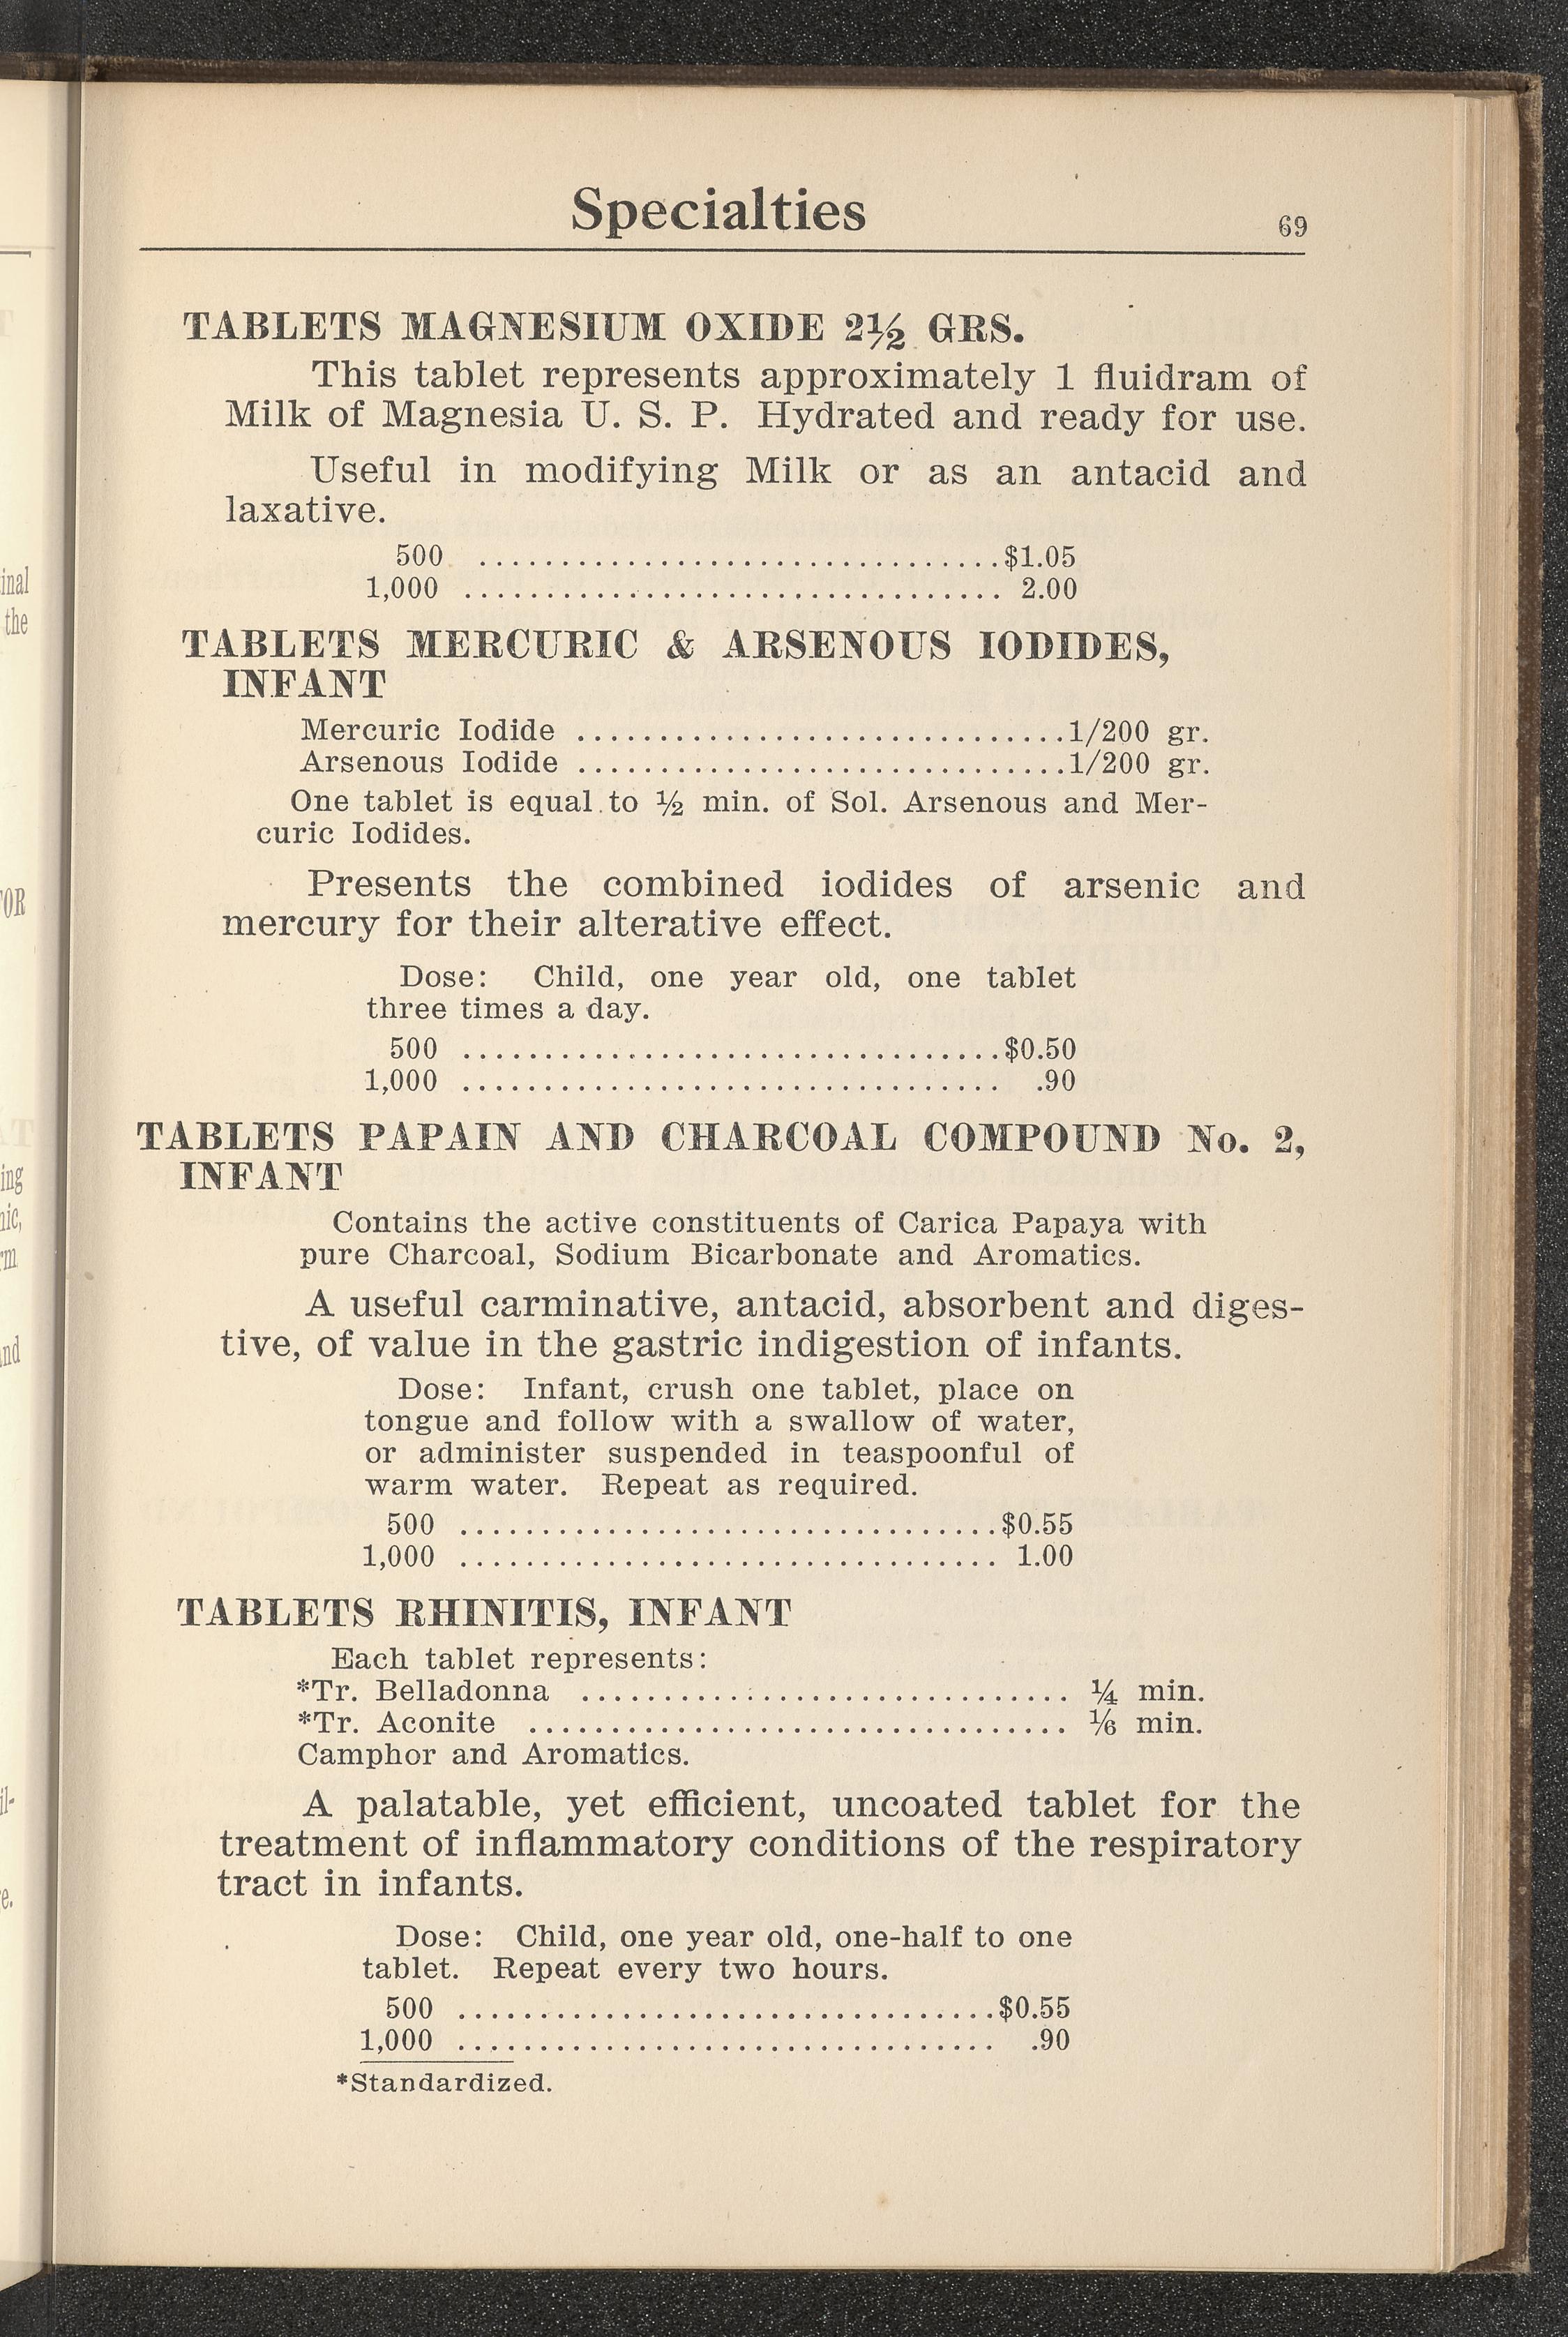 Specialties 69
TABLETS MAGNESIUM OXIDE 2½ GRS.
This tablet represents approximately 1 fluidram of
Milk of Magnesia U. S. P. Hydrated and ready for use.
Useful in modifying Milk or as an antacid and
laxative.
500 ................................$1.05
1,000 ................................. 2.00
TABLETS MERCURIC & ARSENOUS IODIDES,
INFANT
Mercuric Iodide ..............................1/200 gr.
Arsenous Iodide ..............................1/200 gr.
One tablet is equal to ½ min. of Sol. Arsenous and Mer-
curic Iodides.
Presents the combined iodides of arsenic and
mercury for their alterative effect.
Dose: Child, one year old, one tablet
three times a day.
500 .................................$0.50
1,000 ................................. .90
TABLETS PAPAIN AND CHARCOAL COMPOUND No. 2,
INFANT
Contains the active constituents of Carica Papaya with
pure Charcoal, Sodium Bicarbonate and Aromatics.
A useful carminative, antacid, absorbent and diges-
tive, of value in the gastric indigestion of infants.
Dose: Infant, crush one tablet, place on
tongue and follow with a swallow of water,
or administer suspended in teaspoonful of
warm water. Repeat as required.
500 .................................$0.55
1,000 ................................. 1.00
TABLETS RHINITIS, INFANT
Each tablet represents:
*Tr. Belladonna .............................. ¼ min.
*Tr. Aconite ................................. ⅙ min.
Camphor and Aromatics.
A palatable, yet efficient, uncoated tablet for the
treatment of inflammatory conditions of the respiratory
tract in infants.
Dose: Child, one year old, one-half to one
tablet. Repeat every two hours.
500 .................................$0.55
1,000 ................................. .90
*Standardized.
inal
the
ing
nd